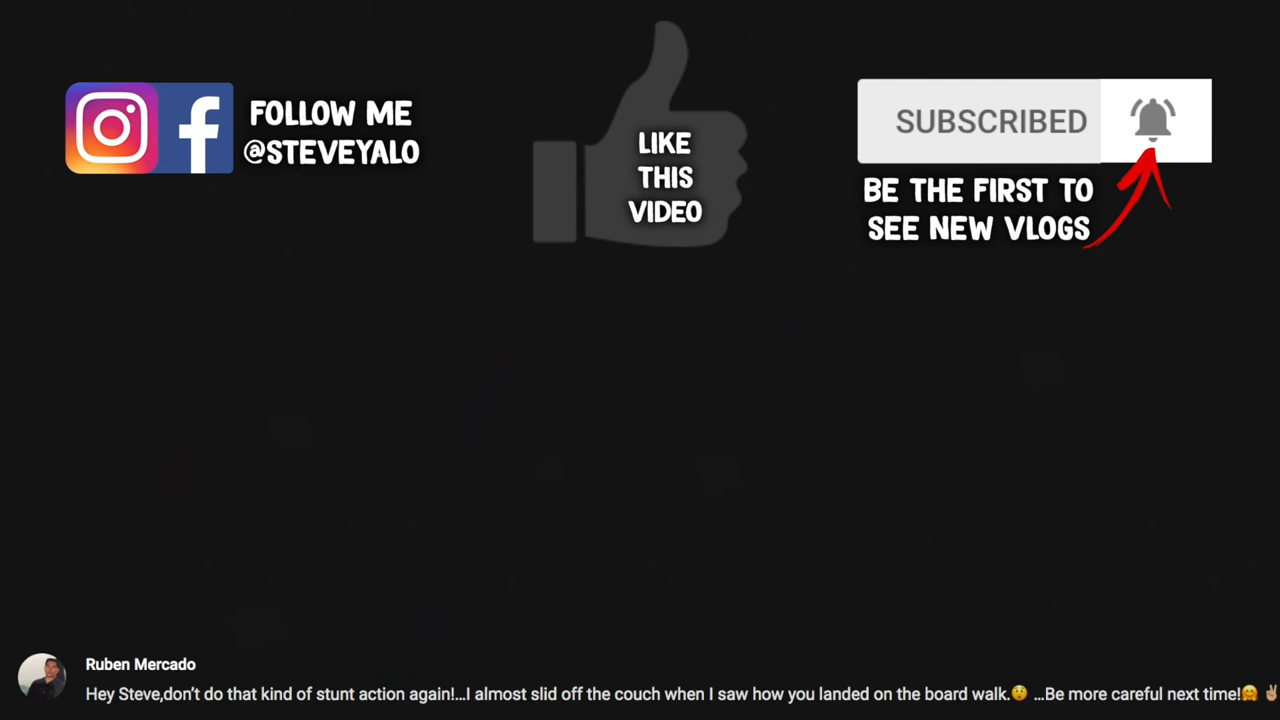 FOLLOW ME
@STEVEYALO
LIKE
THIS
VIDEO
SUBSCRIBED
BE THE FIRST TO
SEE NEW VLOGS
Ruben Mercado
Hey Steve,don’t do that kind of stunt action again!...I almost slid off the couch when I saw how you landed on the board walk.😲 ...Be more careful next time!🤗 ✌🏽